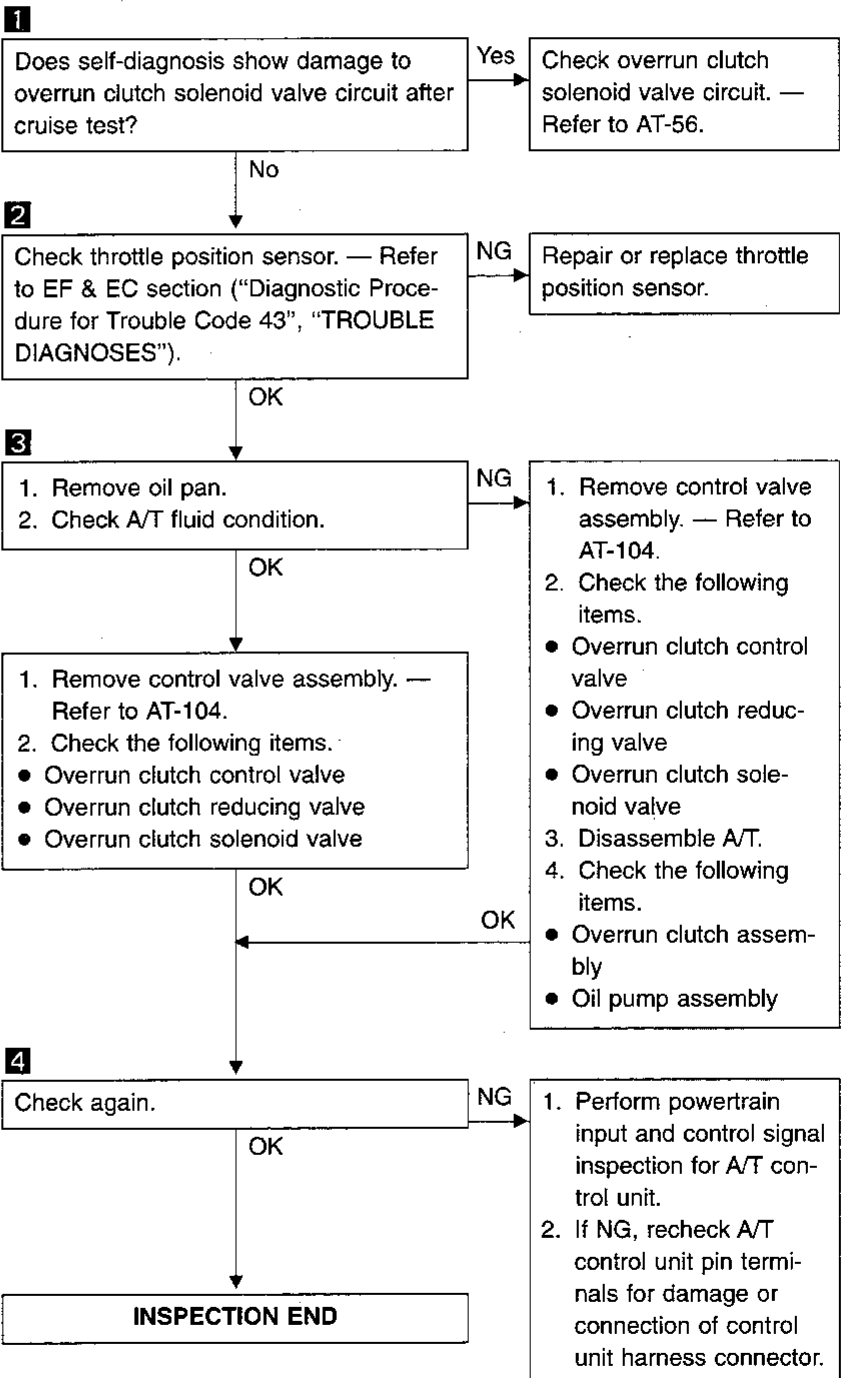 1
Does self-diagnosis show damage to
overrun clutch solenoid valve circuit after
cruise test?
Yes
Check overrun clutch
solenoid valve circuit. —
Refer to AT-56.
No
2
Check throttle position sensor. — Refer
to EF & EC section ("Diagnostic Proce-
dure for Trouble Code 43", "TROUBLE
DIAGNOSES").
NG
Repair or replace throttle
position sensor.
OK
3
1. Remove oil pan.
2. Check A/T fluid condition.
NG
1. Remove control valve
assembly. — Refer to
AT-104.
2. Check the following
items.
● Overrun clutch control
valve
● Overrun clutch reduc-
ing valve
● Overrun clutch sole-
noid valve
3. Disassemble A/T.
4. Check the following
items.
● Overrun clutch assem-
bly
● Oil pump assembly
OK
1. Remove control valve assembly. —
Refer to AT-104.
2. Check the following items.
● Overrun clutch control valve
● Overrun clutch reducing valve
● Overrun clutch solenoid valve
OK
OK
4
Check again.
NG
1. Perform powertrain
input and control signal
inspection for A/T con-
trol unit.
2. If NG, recheck A/T
control unit pin termi-
nals for damage or
connection of control
unit harness connector.
OK
INSPECTION END